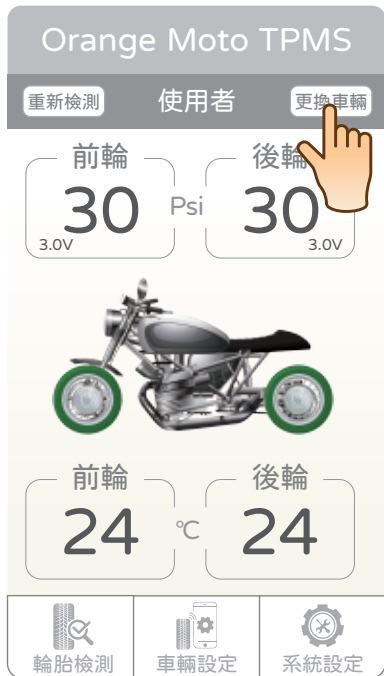 Orange Moto TPMS
重新檢測 使用者 更換車輛
前輪 後輪
30 Psi 30
3.0V 3.0V
前輪 後輪
24 ℃ 24
輪胎檢測 車輛設定 系統設定